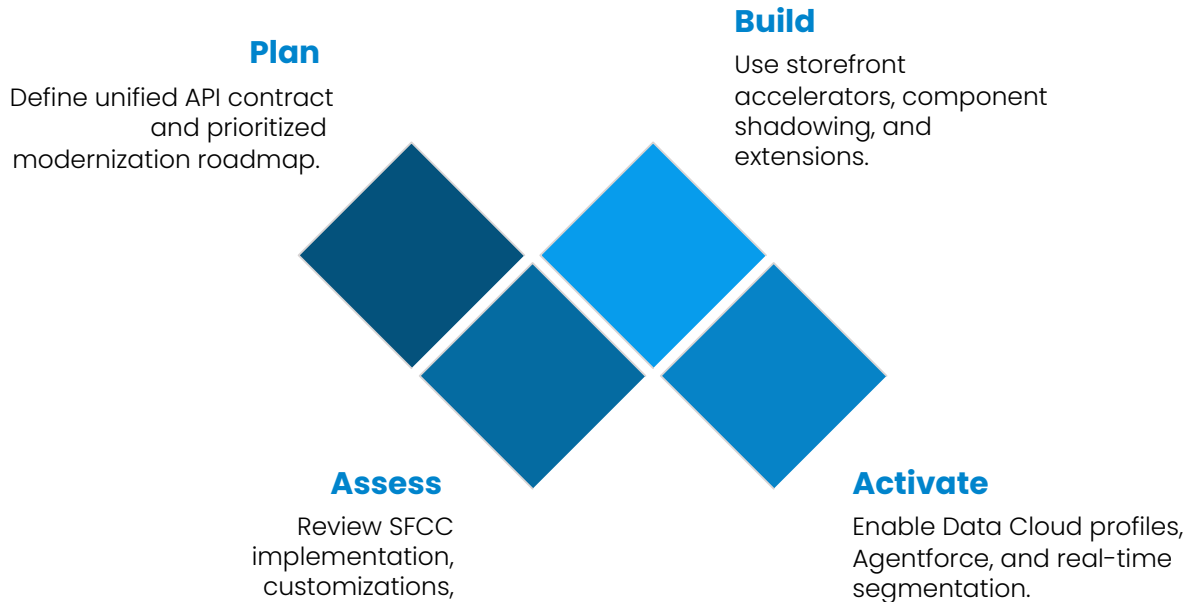 Plan
Define unified API contract
and prioritized
modernization roadmap.
Build
Use storefront
accelerators, component
shadowing, and
extensions.
Assess
Review SFCC
implementation,
customizations,
Activate
Enable Data Cloud profiles,
Agentforce, and real-time
segmentation.